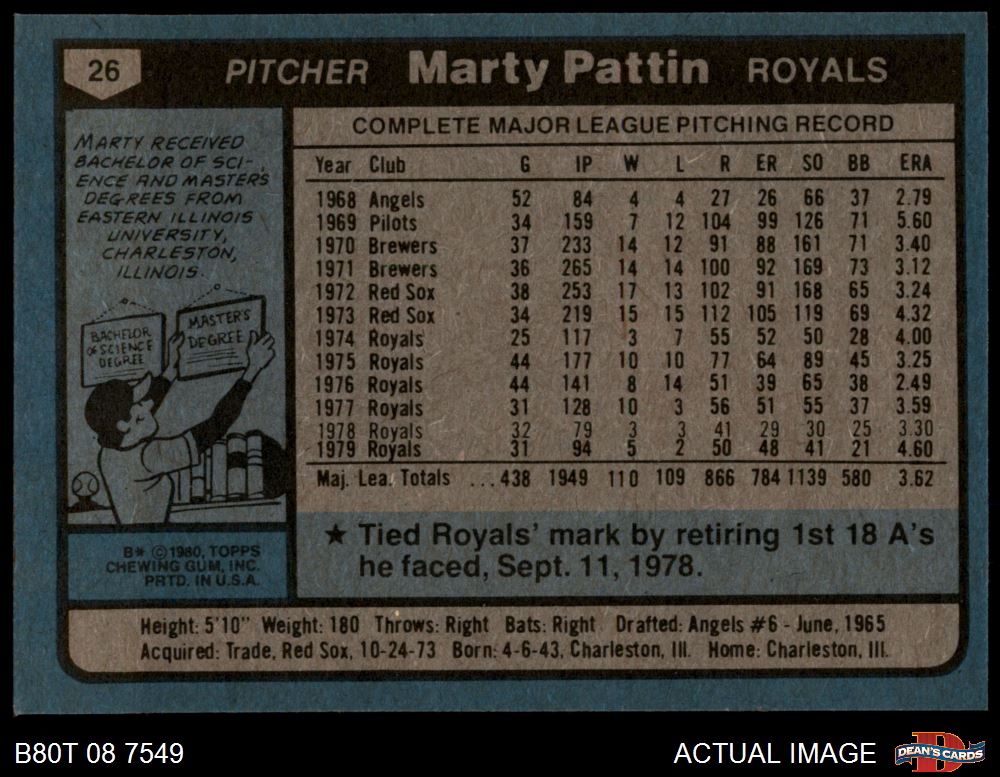 26 PITCHER Marty Pattin ROYALS
MARTY RECEIVED
BACHELOR OF SCI-
ENCE AND MASTER'S
DEGREES FROM
EASTERN ILLINOIS
UNIVERSITY,
CHARLESTON,
ILLINOIS.
BACHELOR
OF SCIENCE
DEGREE
MASTER'S
DEGREE
B* ©1980, TOPPS
CHEWING GUM, INC.
PRTD. IN U.S.A.
COMPLETE MAJOR LEAGUE PITCHING RECORD
Year Club G IP W L R ER SO BB ERA
1968 Angels 52 84 4 4 27 26 66 37 2.79
1969 Pilots 34 159 7 12 104 99 126 71 5.60
1970 Brewers 37 233 14 12 91 88 161 71 3.40
1971 Brewers 36 265 14 14 100 92 169 73 3.12
1972 Red Sox 38 253 17 13 102 91 168 65 3.24
1973 Red Sox 34 219 15 15 112 105 119 69 4.32
1974 Royals 25 117 3 7 55 52 50 28 4.00
1975 Royals 44 177 10 10 77 64 89 45 3.25
1976 Royals 44 141 8 14 51 39 65 38 2.49
1977 Royals 31 128 10 3 56 51 55 37 3.59
1978 Royals 32 79 3 3 41 29 30 25 3.30
1979 Royals 31 94 5 2 50 48 41 21 4.60
Maj. Lea. Totals ...438 1949 110 109 866 784 1139 580 3.62
★ Tied Royals' mark by retiring 1st 18 A's
he faced, Sept. 11, 1978.
Height: 5'10" Weight: 180 Throws: Right Bats: Right Drafted: Angels #6 - June, 1965
Acquired: Trade, Red Sox, 10-24-73 Born: 4-6-43, Charleston, Ill. Home: Charleston, Ill.
B80T 08 7549 ACTUAL IMAGE DEAN'S CARDS